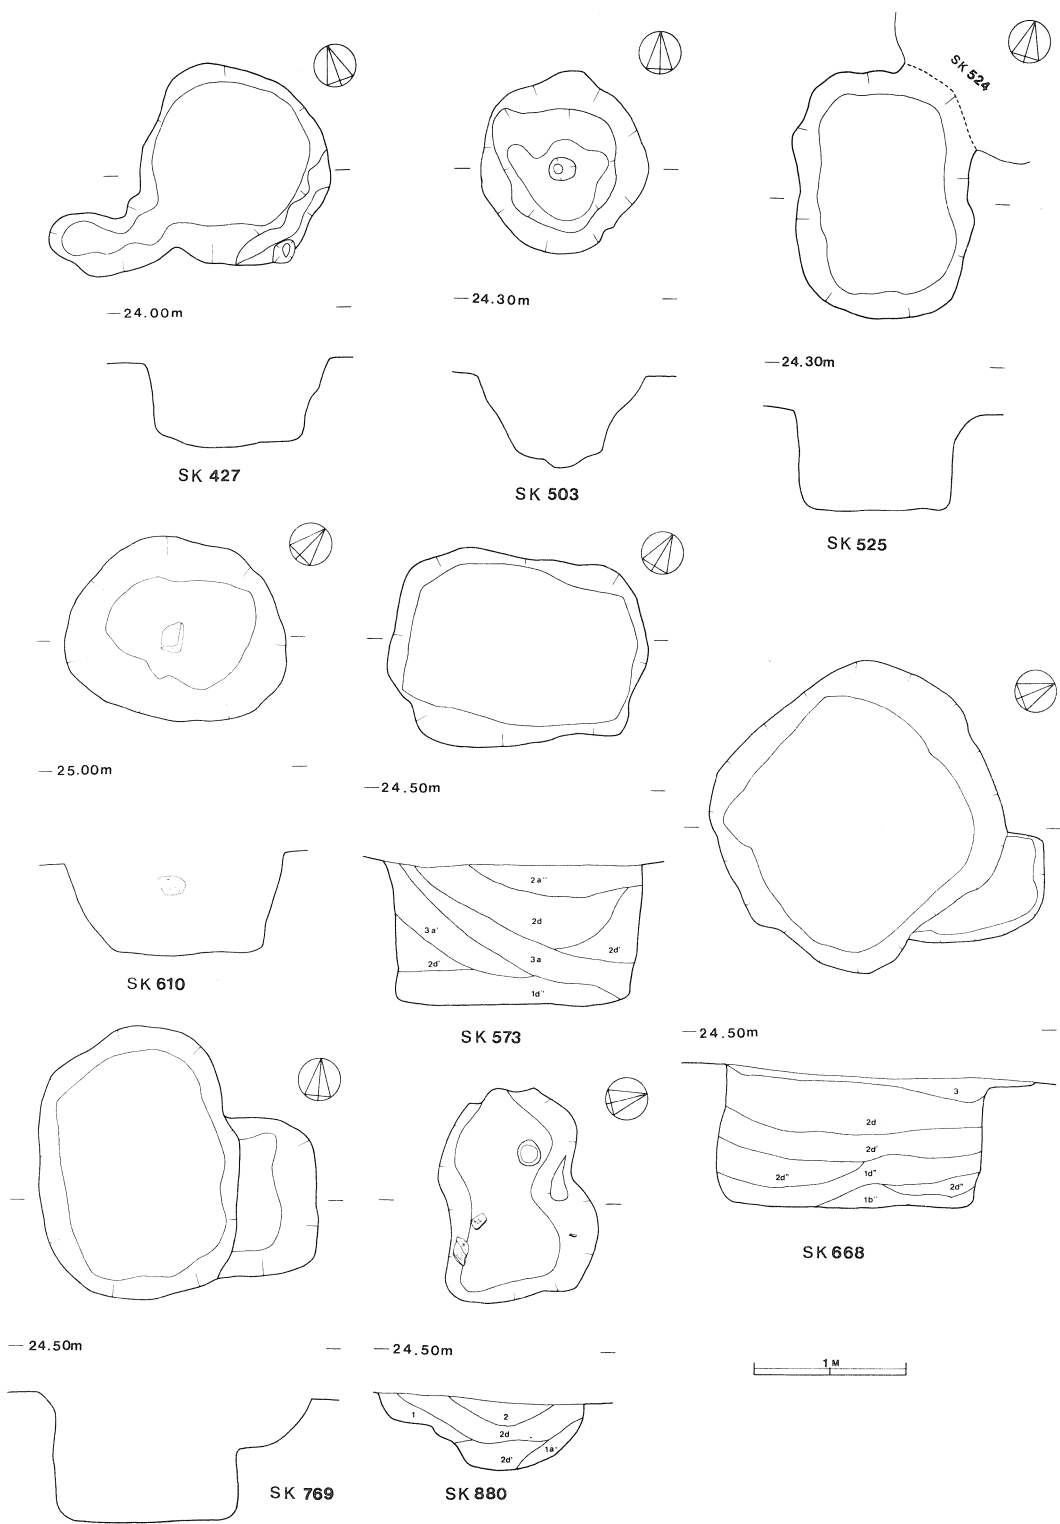 SK 524
24.00m
24.30m
24.30m
SK 427
SK 503
SK 525
25.00m
24.50m
2a''
2d
3a'
2d'
2d'
3a
1d''
SK 610
SK 573
24.50m
3
2d
2d'
2d''
1d''
2d''
1b''
SK 668
24.50m
24.50m
1 M
1
2
2d
1a'
2d'
SK 769
SK 880